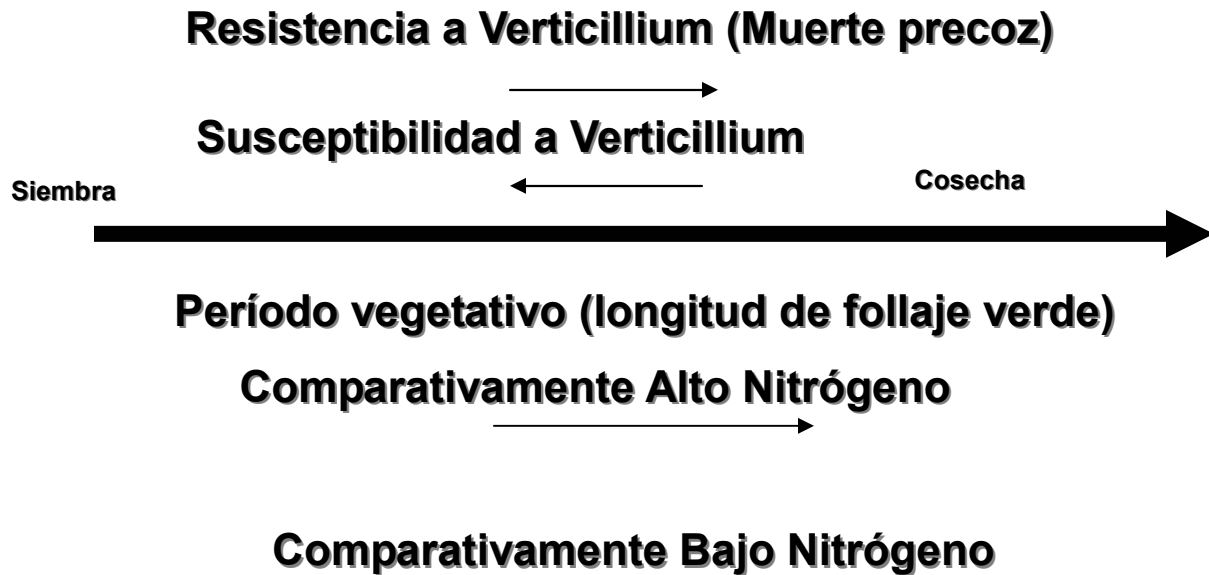 Resistencia a Verticillium (Muerte precoz)
Susceptibilidad a Verticillium
Siembra
Cosecha
Período vegetativo (longitud de follaje verde)
Comparativamente Alto Nitrógeno
Comparativamente Bajo Nitrógeno